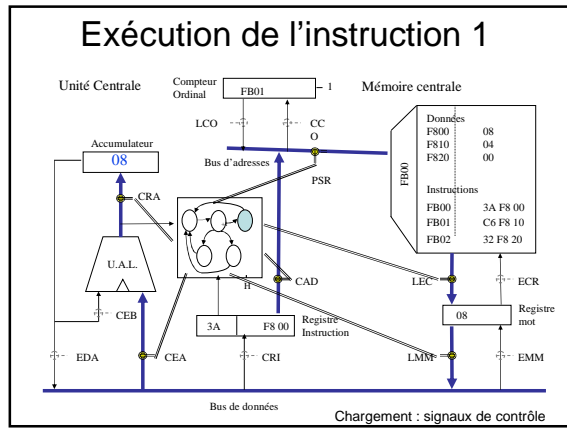 Exécution de l'instruction 1
Unité Centrale
Compteur
Ordinal
FB01
1
Mémoire centrale
LCO
CC
O
Accumulateur
08
Bus d'adresses
PSR
FB00
Données
F800 08
F810 04
F820 00
Instructions
FB00 3A F8 00
FB01 C6 F8 10
FB02 32 F8 20
CRA
U.A.L.
H
CAD
LEC
ECR
CEB
3A F8 00
Registre
Instruction
08
Registre
mot
EDA
CEA
CRI
LMM
EMM
Bus de données
Chargement : signaux de contrôle